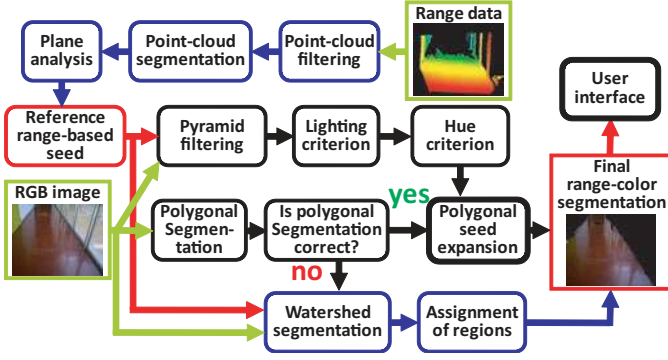 Plane
analysis
Point-cloud
segmentation
Point-cloud
filtering
Range data
User
interface
Reference
range-based
seed
Pyramid
filtering
Lighting
criterion
Hue
criterion
Final
range-color
segmentation
RGB image
yes
Polygonal
Segmen-
tation
Is polygonal
Segmentation
correct?
Polygonal
seed
expansion
no
Watershed
segmentation
Assignment
of regions